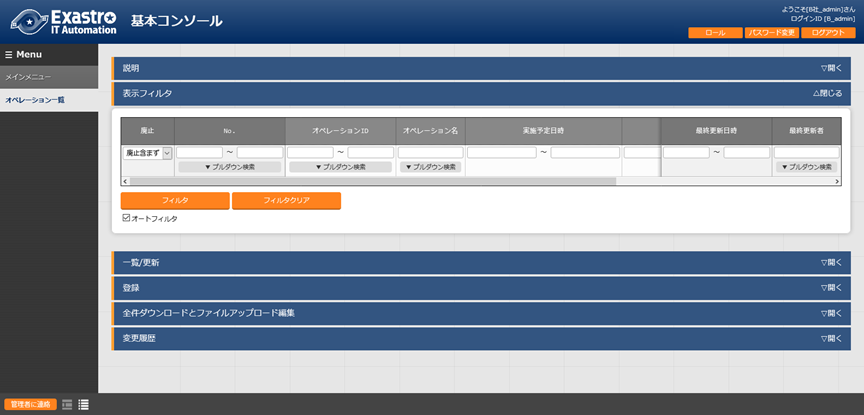 Exastro
IT Automation
基本コンソール
ようこそ[B社_admin]さん
ログインID [B_admin]
ロール パスワード変更 ログアウト
Menu
メインメニュー
オペレーション一覧
説明 ▽開く
表示フィルタ △閉じる
廃止 No. オペレーションID オペレーション名 実施予定日時 最終更新日時 最終更新者
廃止含まず ～ ～ ～ ～
▼プルダウン検索 ▼プルダウン検索 ▼プルダウン検索 ▼プルダウン検索
フィルタ フィルタクリア
オートフィルタ
一覧/更新 ▽開く
登録 ▽開く
全件ダウンロードとファイルアップロード編集 ▽開く
変更履歴 ▽開く
管理者に連絡